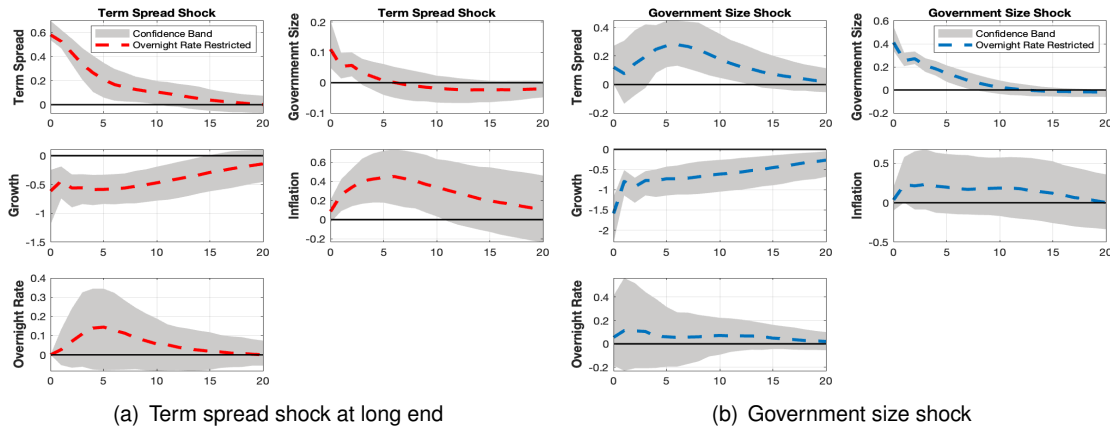 Term Spread Shock
Term Spread
0.6
0.4
0.2
0
Confidence Band
Overnight Rate Restricted
0 5 10 15 20
Term Spread Shock
Government Size
0.2
0.1
0
-0.1
0 5 10 15 20
Government Size Shock
Term Spread
0.4
0.2
0
-0.2
0 5 10 15 20
Government Size Shock
Government Size
0.6
0.4
0.2
0
-0.2
Confidence Band
Overnight Rate Restricted
0 5 10 15 20
Growth
0
-0.5
-1
-1.5
0 5 10 15 20
Inflation
0.6
0.4
0.2
0
-0.2
0 5 10 15 20
Growth
0
-0.5
-1
-1.5
-2
0 5 10 15 20
Inflation
0.5
0
-0.5
0 5 10 15 20
Overnight Rate
0.4
0.3
0.2
0.1
0
0 5 10 15 20
Overnight Rate
0.4
0.2
0
-0.2
0 5 10 15 20
(a) Term spread shock at long end
(b) Government size shock